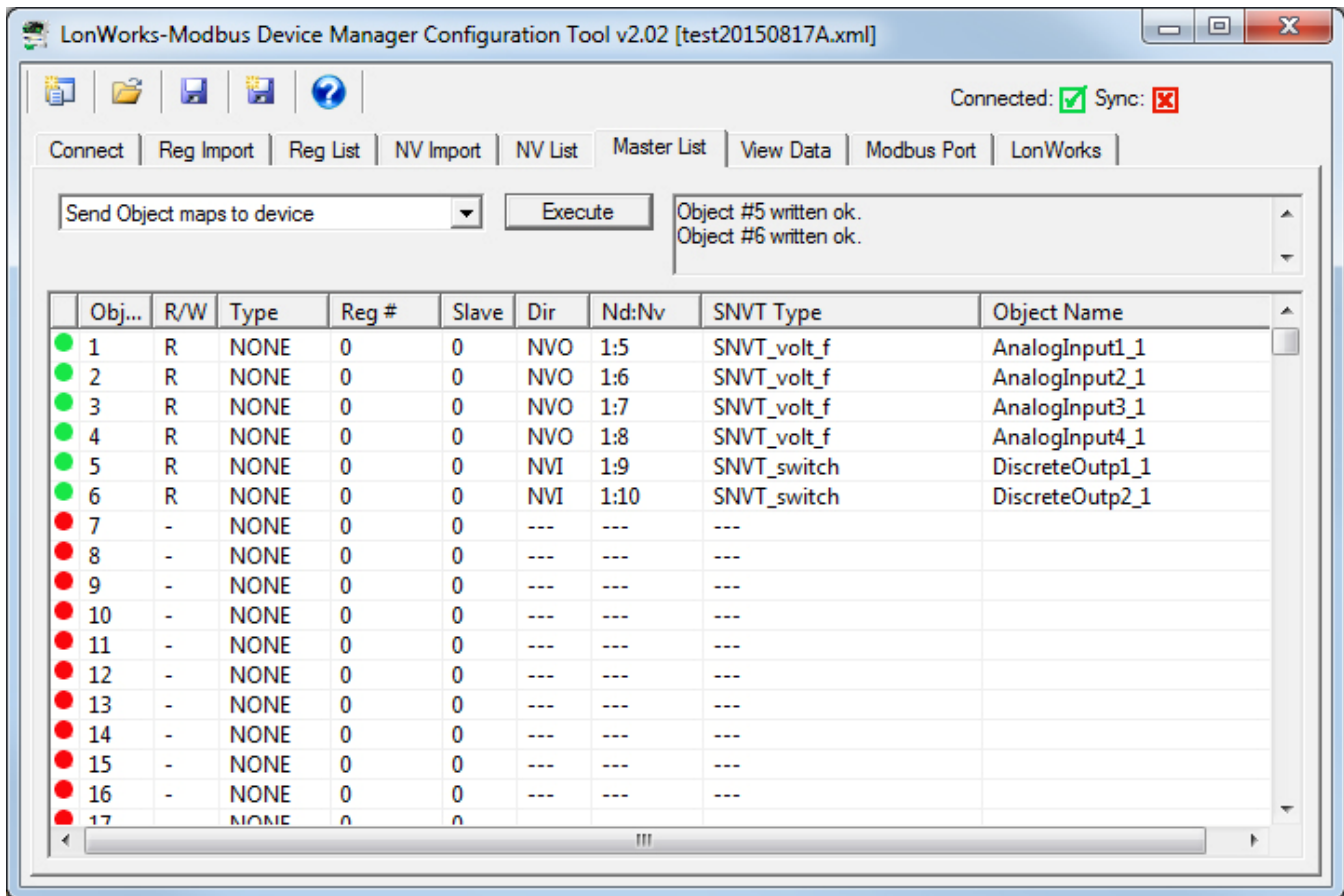 LonWorks-Modbus Device Manager Configuration Tool v2.02 [test20150817A.xml]
Connected: Sync:
Connect Reg Import Reg List NV Import NV List Master List View Data Modbus Port LonWorks
Send Object maps to device Execute
Object #5 written ok.
Object #6 written ok.
Obj... R/W Type Reg # Slave Dir Nd:Nv SNVT Type Object Name
1 R NONE 0 0 NVO 1:5 SNVT_volt_f AnalogInput1_1
2 R NONE 0 0 NVO 1:6 SNVT_volt_f AnalogInput2_1
3 R NONE 0 0 NVO 1:7 SNVT_volt_f AnalogInput3_1
4 R NONE 0 0 NVO 1:8 SNVT_volt_f AnalogInput4_1
5 R NONE 0 0 NVI 1:9 SNVT_switch DiscreteOutp1_1
6 R NONE 0 0 NVI 1:10 SNVT_switch DiscreteOutp2_1
7 - NONE 0 0 --- --- ---
8 - NONE 0 0 --- --- ---
9 - NONE 0 0 --- --- ---
10 - NONE 0 0 --- --- ---
11 - NONE 0 0 --- --- ---
12 - NONE 0 0 --- --- ---
13 - NONE 0 0 --- --- ---
14 - NONE 0 0 --- --- ---
15 - NONE 0 0 --- --- ---
16 - NONE 0 0 --- --- ---
17 NONE 0 0